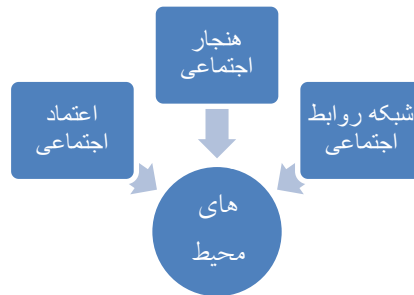 هنجار
اجتماعی
شبکه روابط
اجتماعی
اعتماد
اجتماعی
های
محیط